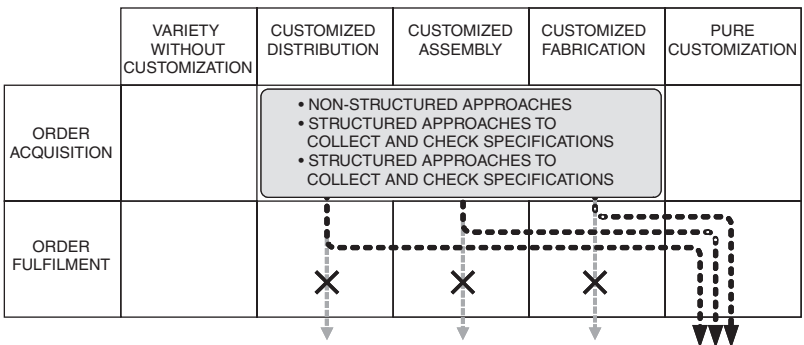 VARIETY
WITHOUT
CUSTOMIZATION
CUSTOMIZED
DISTRIBUTION
CUSTOMIZED
ASSEMBLY
CUSTOMIZED
FABRICATION
PURE
CUSTOMIZATION
ORDER
ACQUISITION
• NON-STRUCTURED APPROACHES
• STRUCTURED APPROACHES TO
COLLECT AND CHECK SPECIFICATIONS
• STRUCTURED APPROACHES TO
COLLECT AND CHECK SPECIFICATIONS
ORDER
FULFILMENT